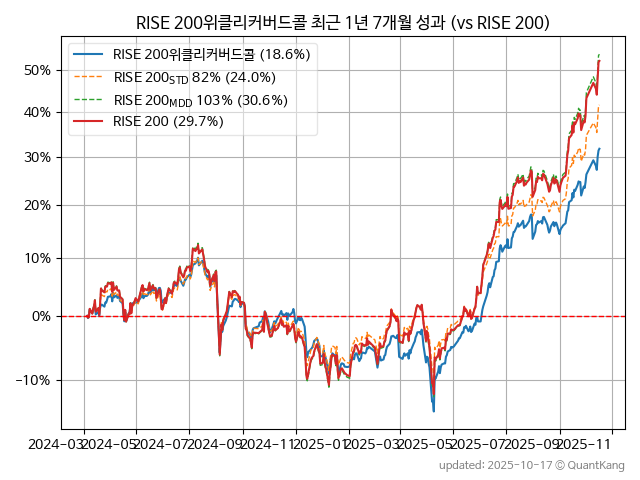 RISE 200위클리커버드콜 최근 1년 7개월 성과 (vs RISE 200)
RISE 200위클리커버드콜 (18.6%)
RISE 200STD 82% (24.0%)
RISE 200MDD 103% (30.6%)
RISE 200 (29.7%)
50%
40%
30%
20%
10%
0%
−10%
2024-03 2024-05 2024-07 2024-09 2024-11 2025-01 2025-03 2025-05 2025-07 2025-09 2025-11
updated: 2025-10-17 © QuantKang